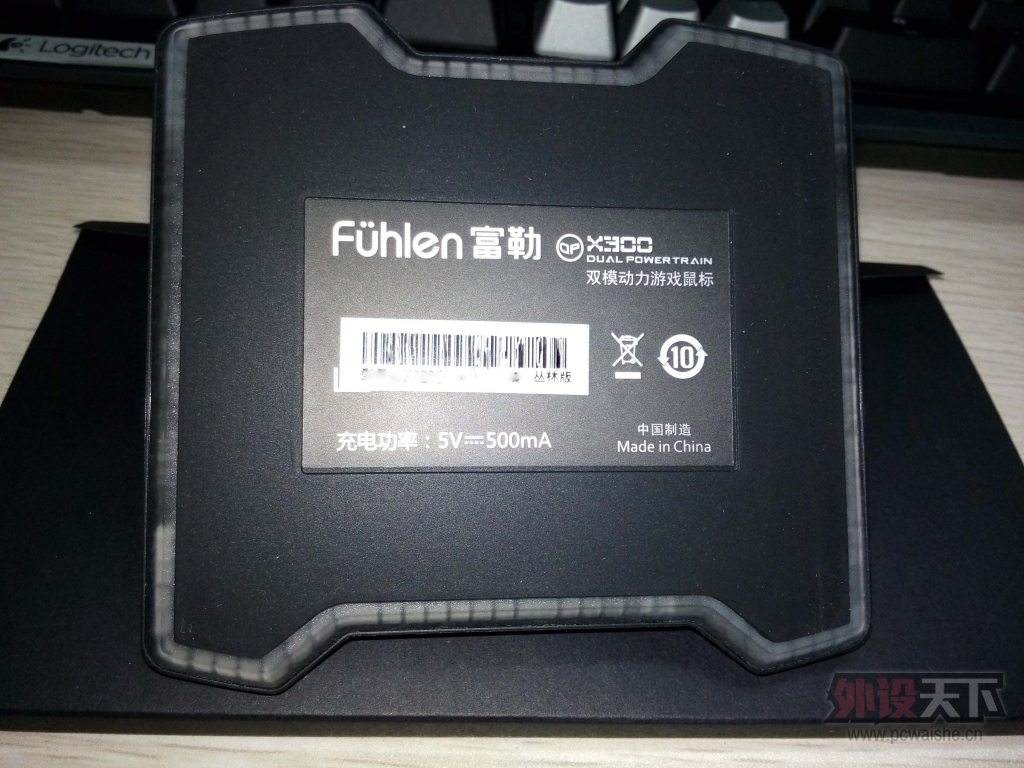 Logitech
Fühlen 富勒
X300
DUAL POWERTRAIN
双模动力游戏鼠标
丛林版
10
充电功率：5V⎓500mA
中国制造
Made in China
外设天下
www.pcwaishe.cn